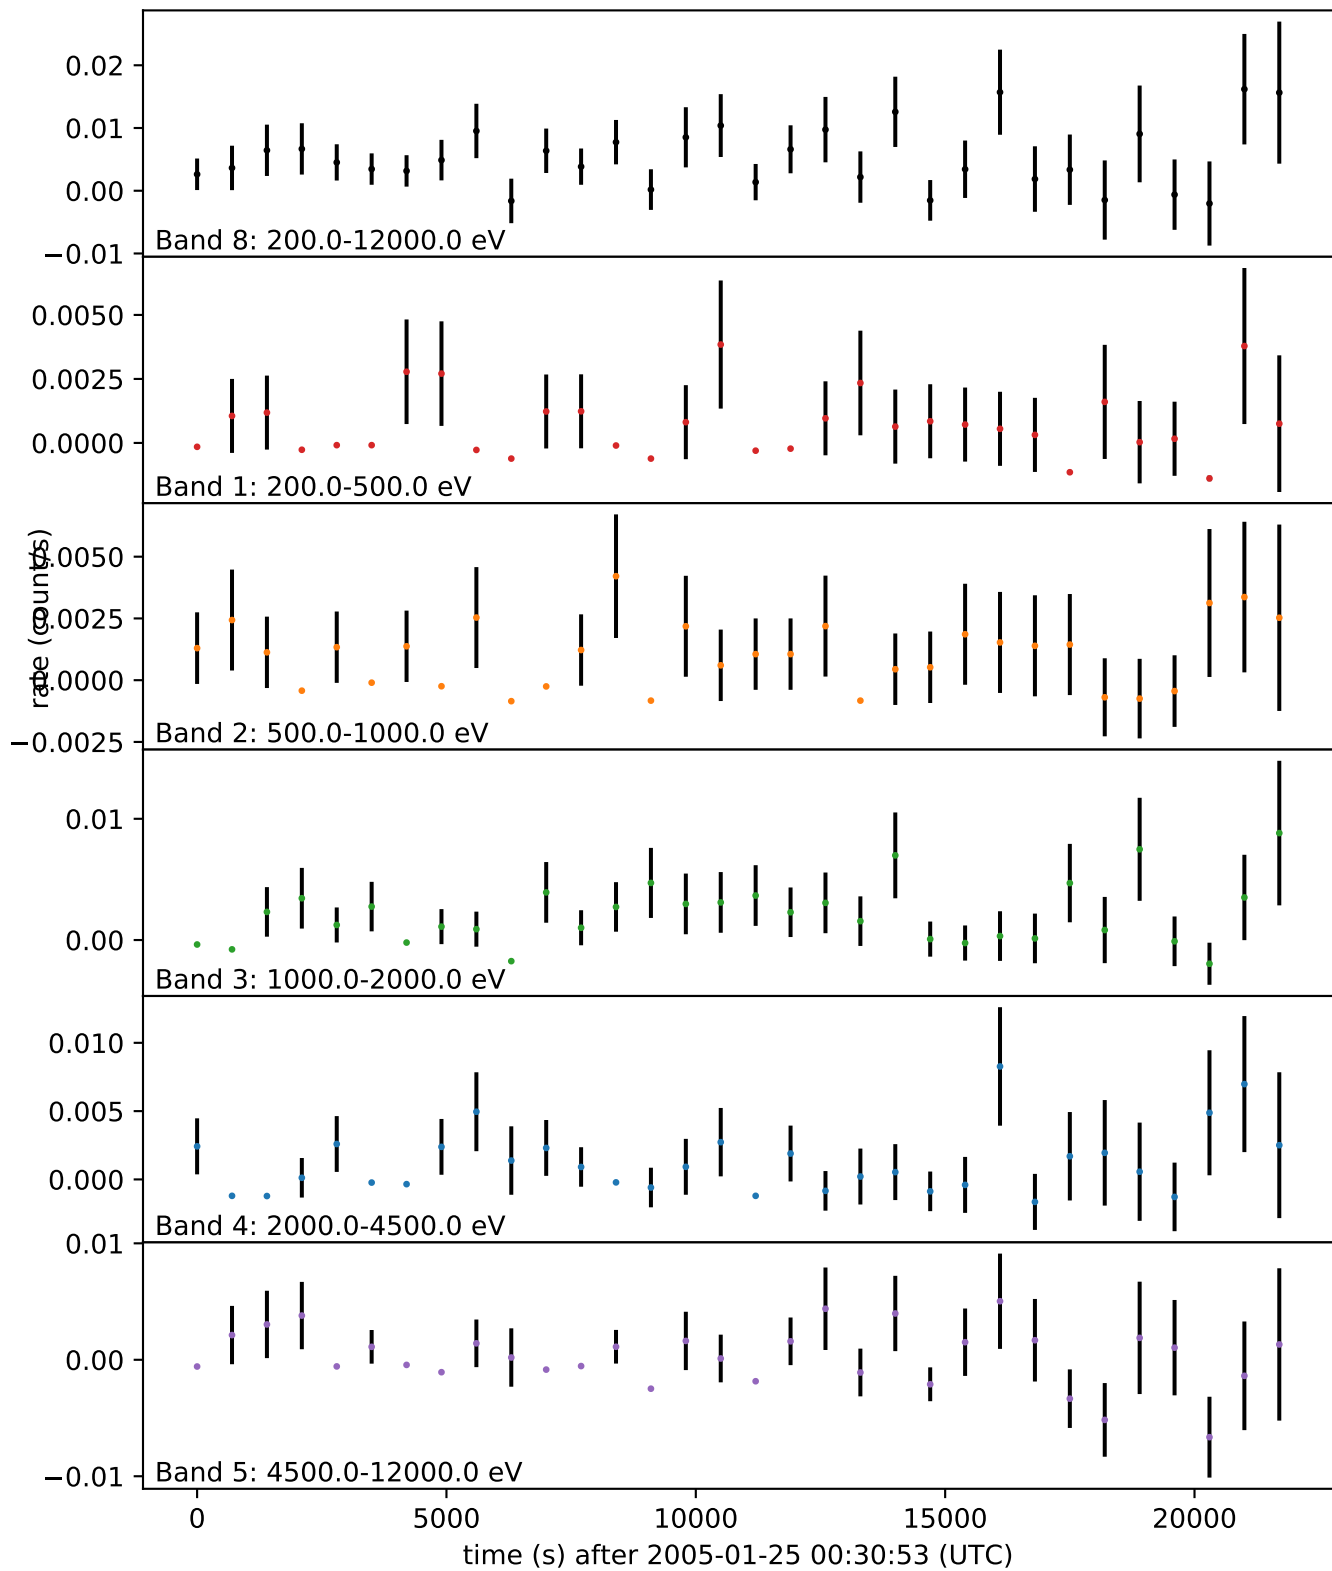 0.02
0.01
0.00
−0.01
Band 8: 200.0-12000.0 eV
0.0050
0.0025
0.0000
Band 1: 200.0-500.0 eV
rate (count/s)
0.0050
0.0025
0.0000
−0.0025
Band 2: 500.0-1000.0 eV
0.01
0.00
Band 3: 1000.0-2000.0 eV
0.010
0.005
0.000
Band 4: 2000.0-4500.0 eV
0.01
0.00
−0.01
Band 5: 4500.0-12000.0 eV
0 5000 10000 15000 20000
time (s) after 2005-01-25 00:30:53 (UTC)